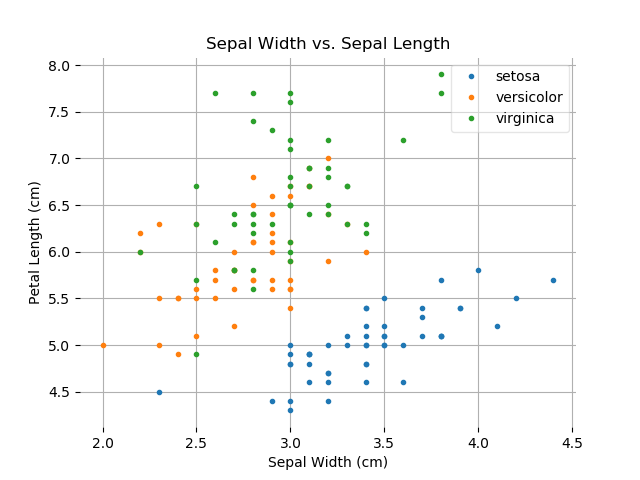 Sepal Width vs. Sepal Length
8.0
7.5
7.0
6.5
6.0
5.5
5.0
4.5
Petal Length (cm)
setosa
versicolor
virginica
2.0 2.5 3.0 3.5 4.0 4.5
Sepal Width (cm)